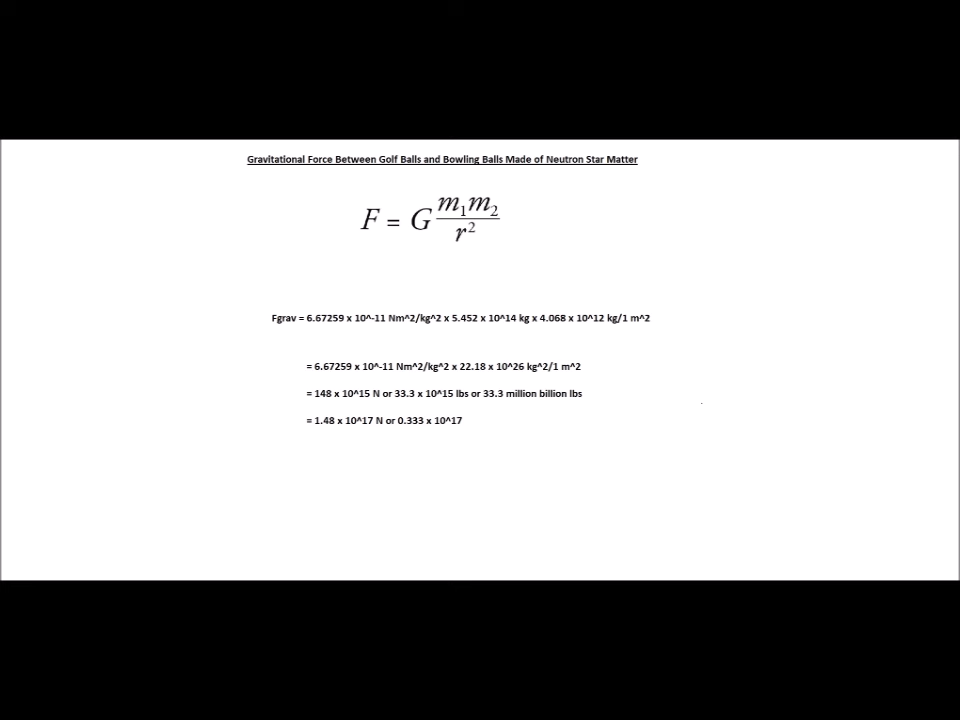 Gravitational Force Between Golf Balls and Bowling Balls Made of Neutron Star Matter
F = G m₁m₂ / r²
Fgrav = 6.67259 x 10^-11 Nm^2/kg^2 x 5.452 x 10^14 kg x 4.068 x 10^12 kg/1 m^2
= 6.67259 x 10^-11 Nm^2/kg^2 x 22.18 x 10^26 kg^2/1 m^2
= 148 x 10^15 N or 33.3 x 10^15 lbs or 33.3 million billion lbs
= 1.48 x 10^17 N or 0.333 x 10^17